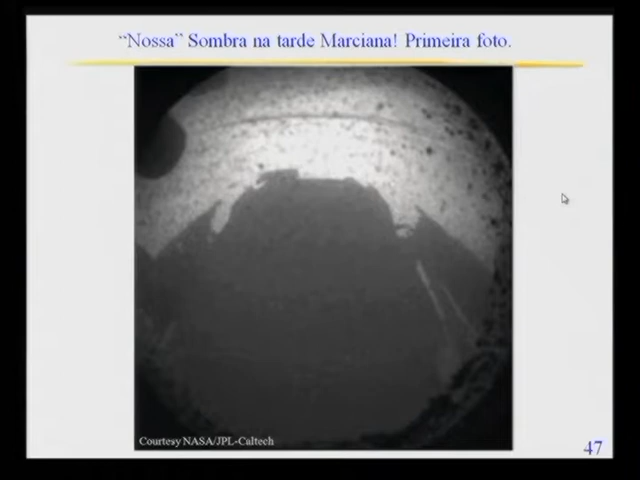 “Nossa” Sombra na tarde Marciana! Primeira foto.
Courtesy NASA/JPL-Caltech
47